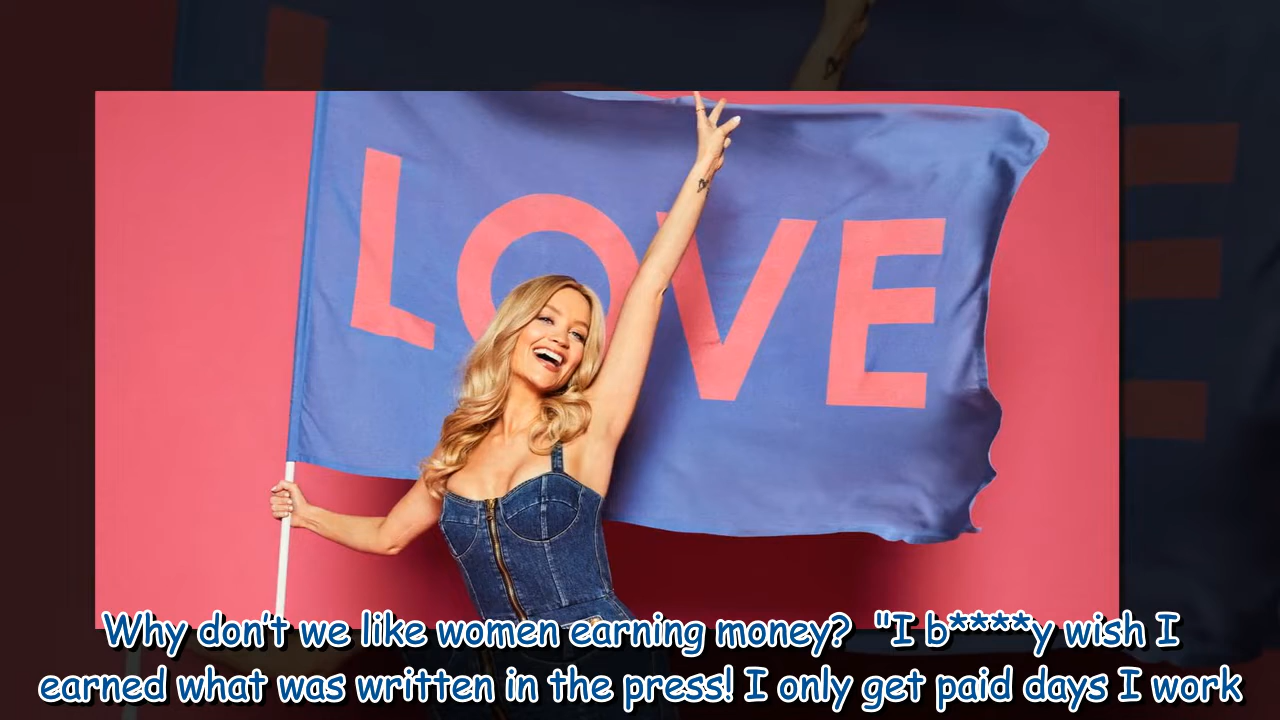 LOVE
Why don't we like women earning money? "I b****y wish I
earned what was written in the press! I only get paid days I work